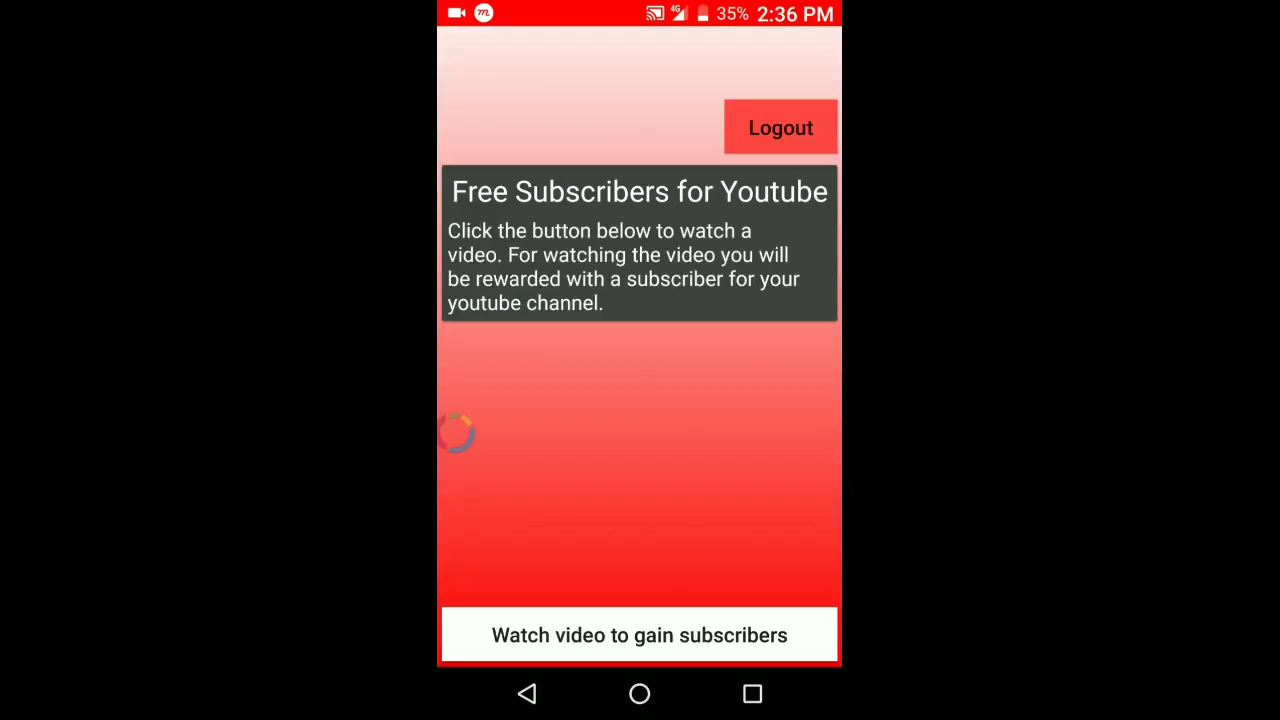 4G 35% 2:36 PM
Logout
Free Subscribers for Youtube
Click the button below to watch a
video. For watching the video you will
be rewarded with a subscriber for your
youtube channel.
Watch video to gain subscribers